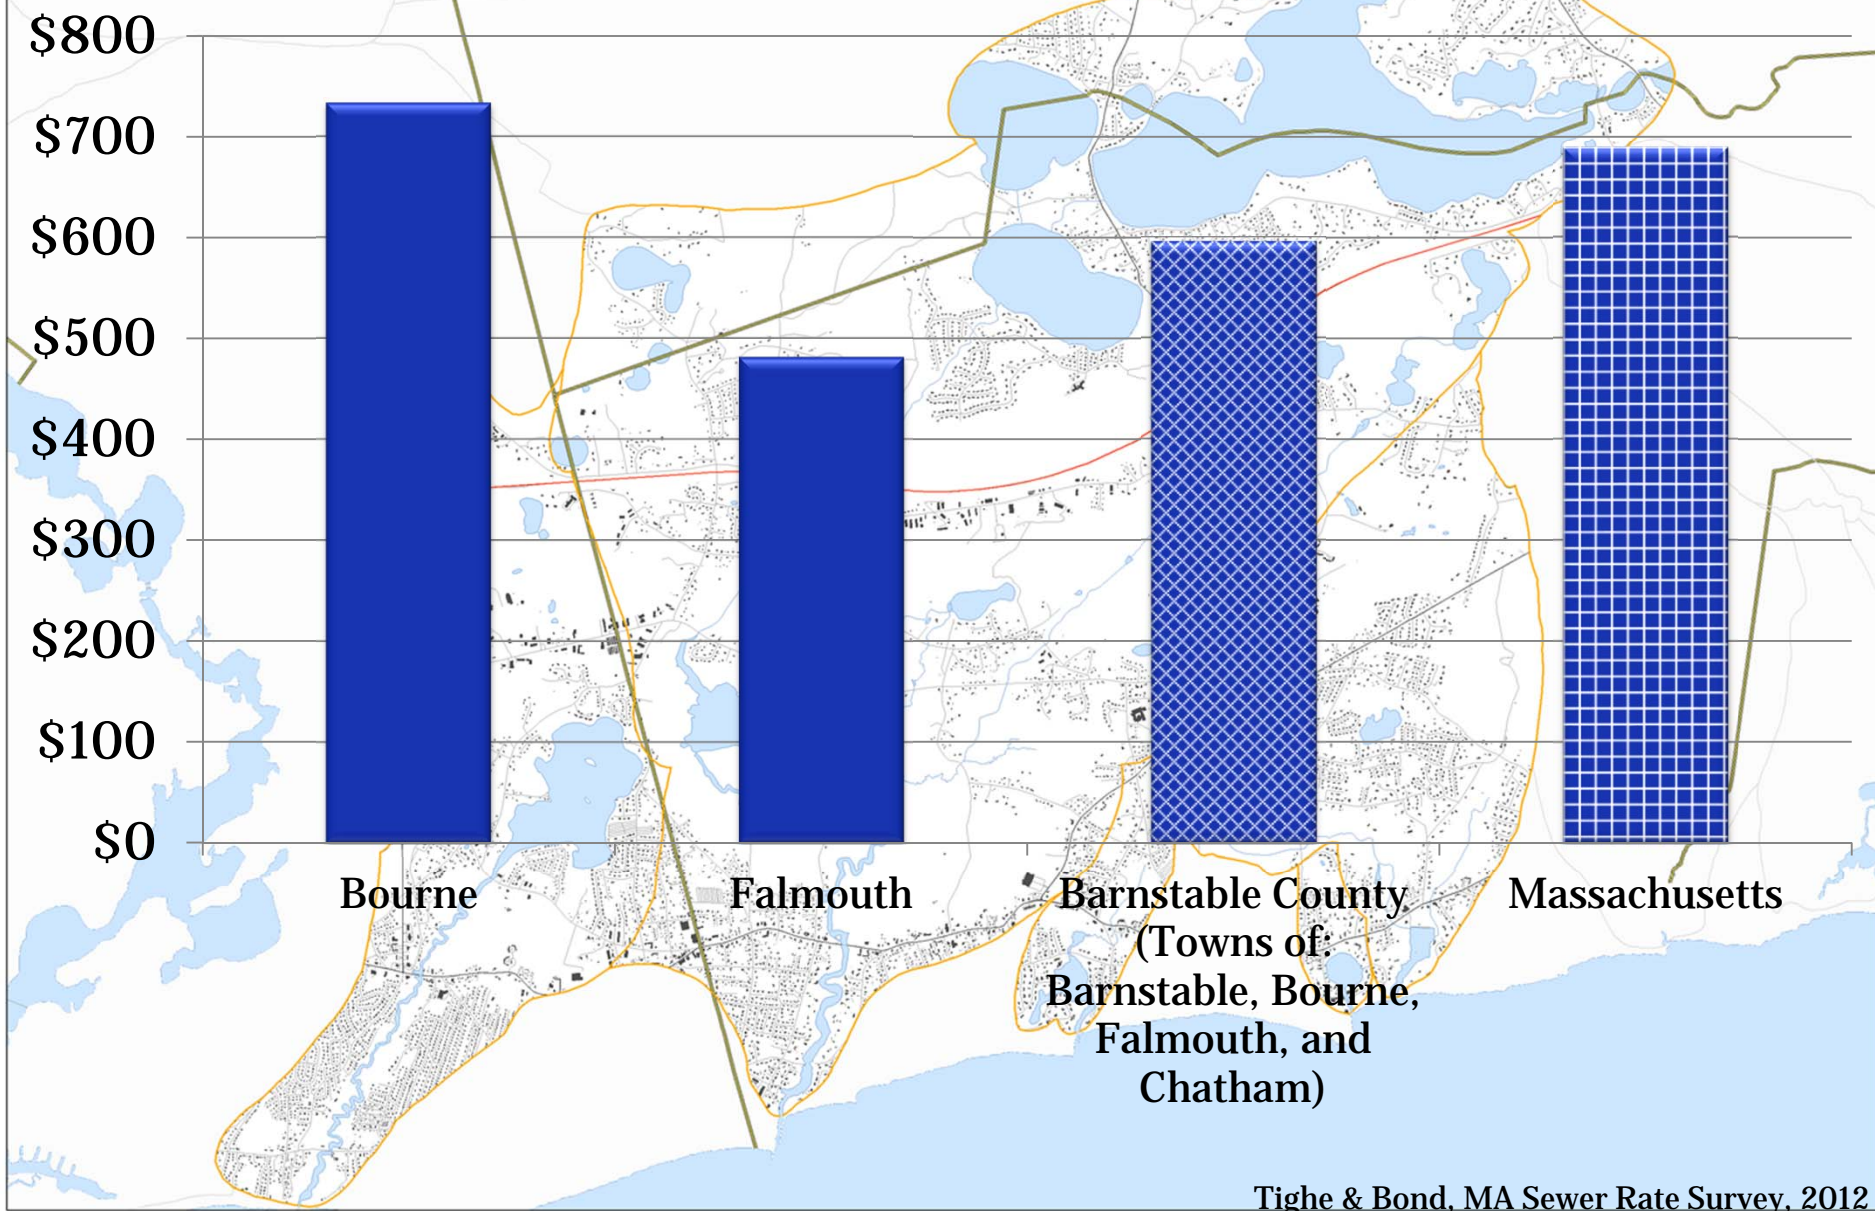 $800
$700
$600
$500
$400
$300
$200
$100
$0
Bourne
Falmouth
Barnstable County
(Towns of:
Barnstable, Bourne,
Falmouth, and
Chatham)
Massachusetts
Tighe & Bond, MA Sewer Rate Survey, 2012